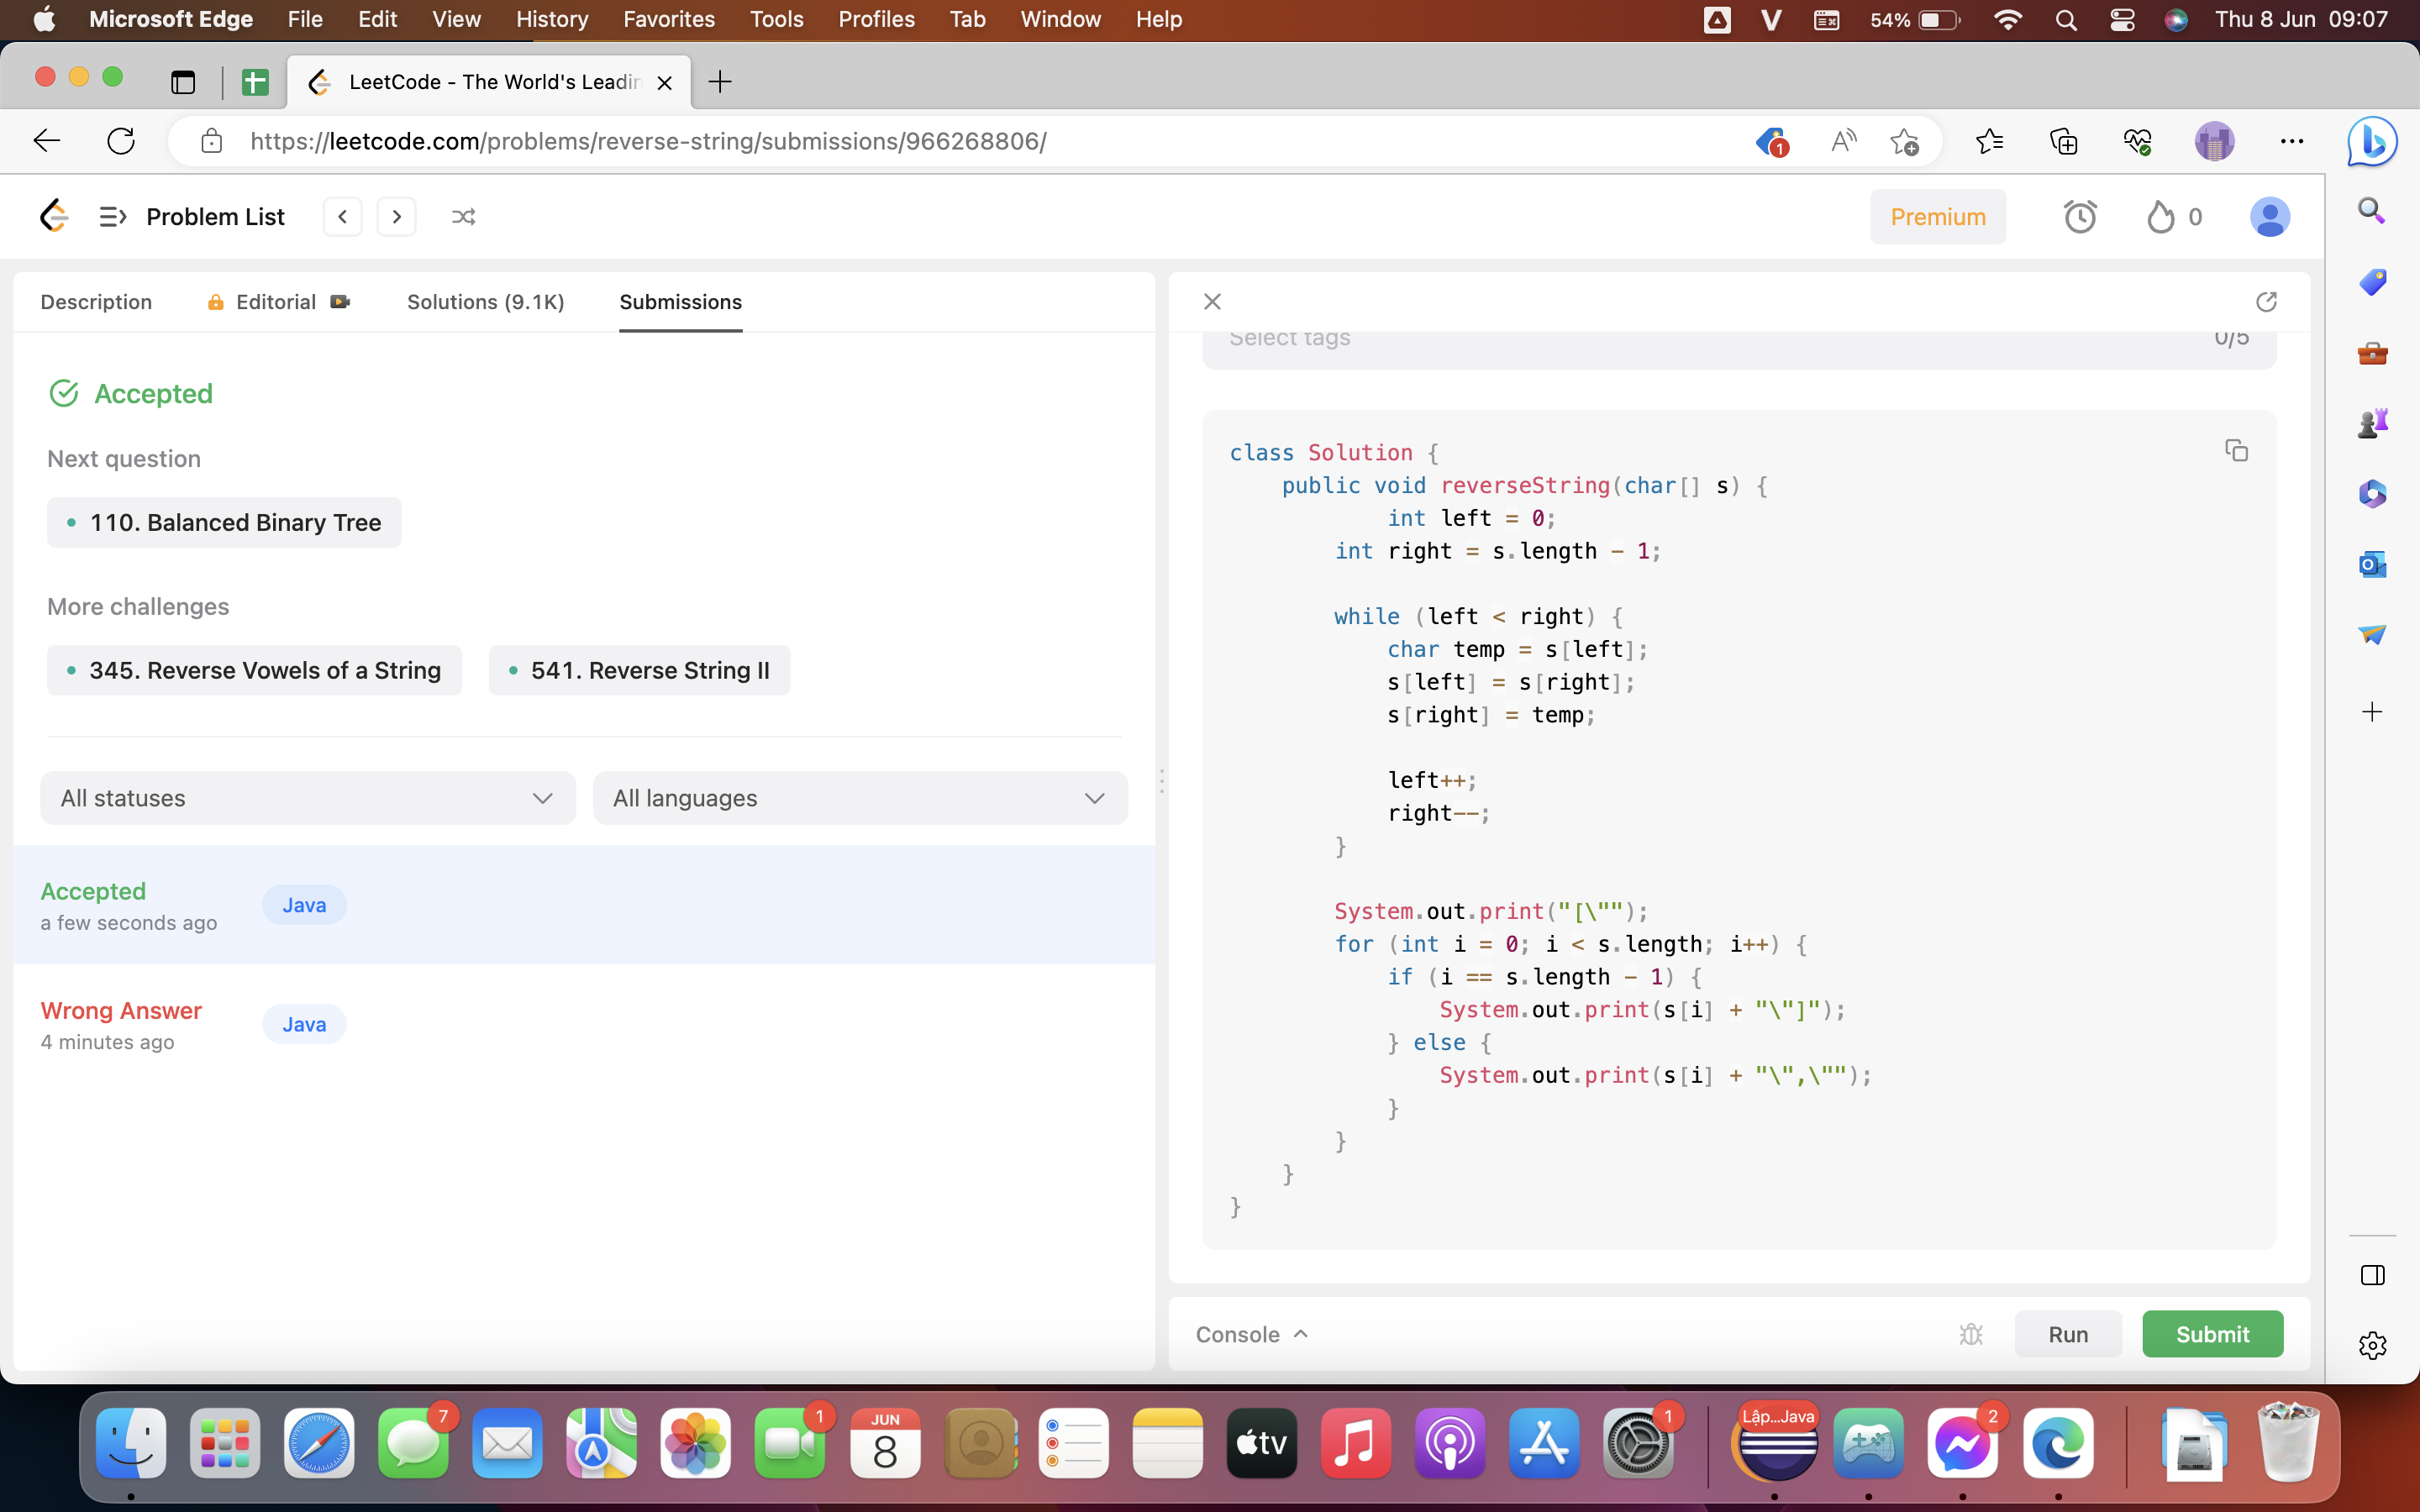 Microsoft Edge File Edit View History Favorites Tools Profiles Tab Window Help 54% Thu 8 Jun 09:07
LeetCode - The World's Leadin
https://leetcode.com/problems/reverse-string/submissions/966268806/ 1
Problem List Premium 0
Description Editorial Solutions (9.1K) Submissions
Select tags 0/5
Accepted
Next question
110. Balanced Binary Tree
More challenges
345. Reverse Vowels of a String 541. Reverse String II
All statuses All languages
Accepted
a few seconds ago
Java
Wrong Answer
4 minutes ago
Java
class Solution {
    public void reverseString(char[] s) {
            int left = 0;
        int right = s.length - 1;
        while (left < right) {
            char temp = s[left];
            s[left] = s[right];
            s[right] = temp;
            left++;
            right--;
        }
        System.out.print("[\"");
        for (int i = 0; i < s.length; i++) {
            if (i == s.length - 1) {
                System.out.print(s[i] + "\"]");
            } else {
                System.out.print(s[i] + "\",\"");
            }
        }
    }
}
Console Run Submit
7 1 JUN 8 tv 1 Lập...Java 2